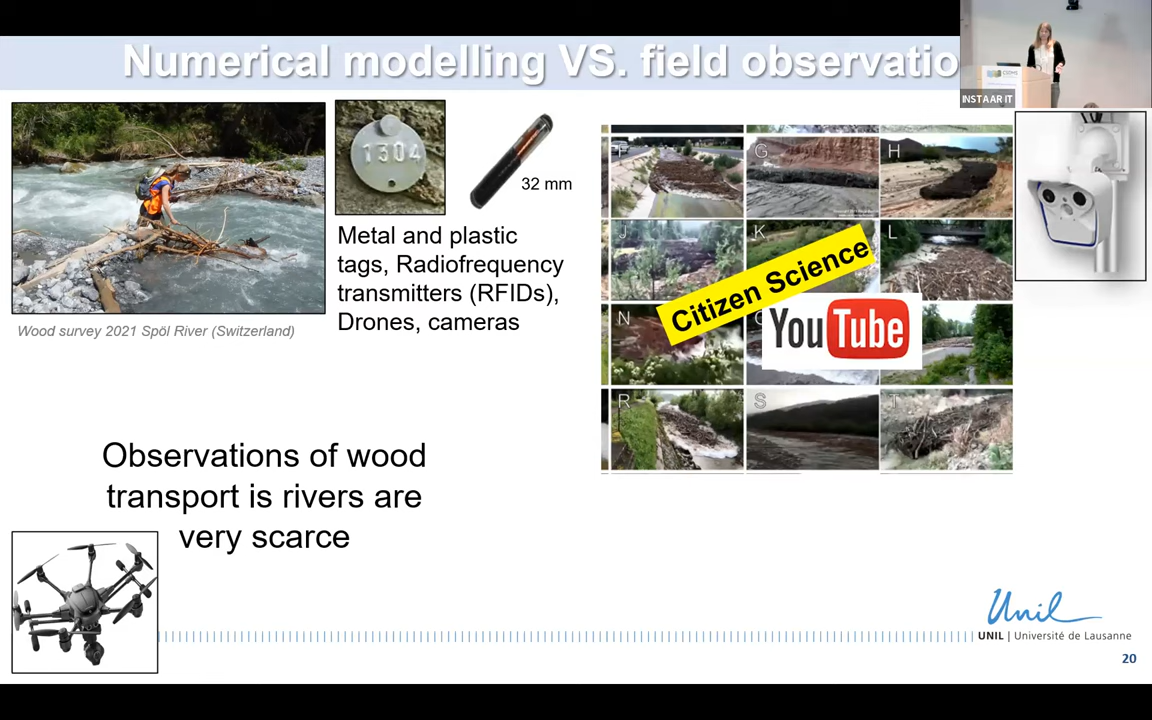 Numerical modelling VS. field observatio
INSTAAR IT
1304
32 mm
Metal and plastic
tags, Radiofrequency
transmitters (RFIDs),
Drones, cameras
Wood survey 2021 Spöl River (Switzerland)
G
H
J
K
L
N
R
S
T
Citizen Science
YouTube
Observations of wood
transport is rivers are
very scarce
Unil
UNIL | Université de Lausanne
20